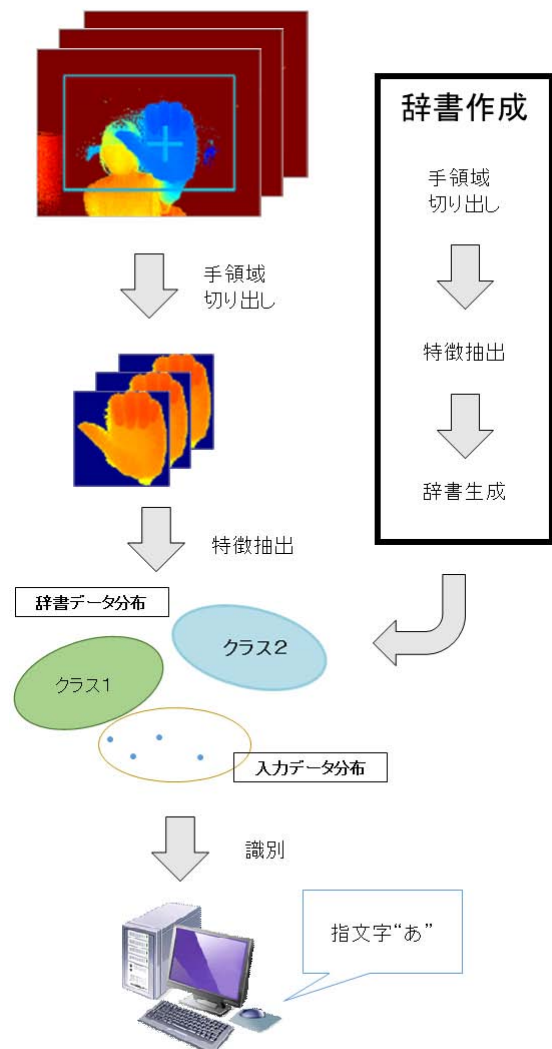 辞書作成
手領域
切り出し
特徴抽出
辞書生成
手領域
切り出し
特徴抽出
辞書データ分布
クラス2
クラス1
入力データ分布
識別
指文字“あ”